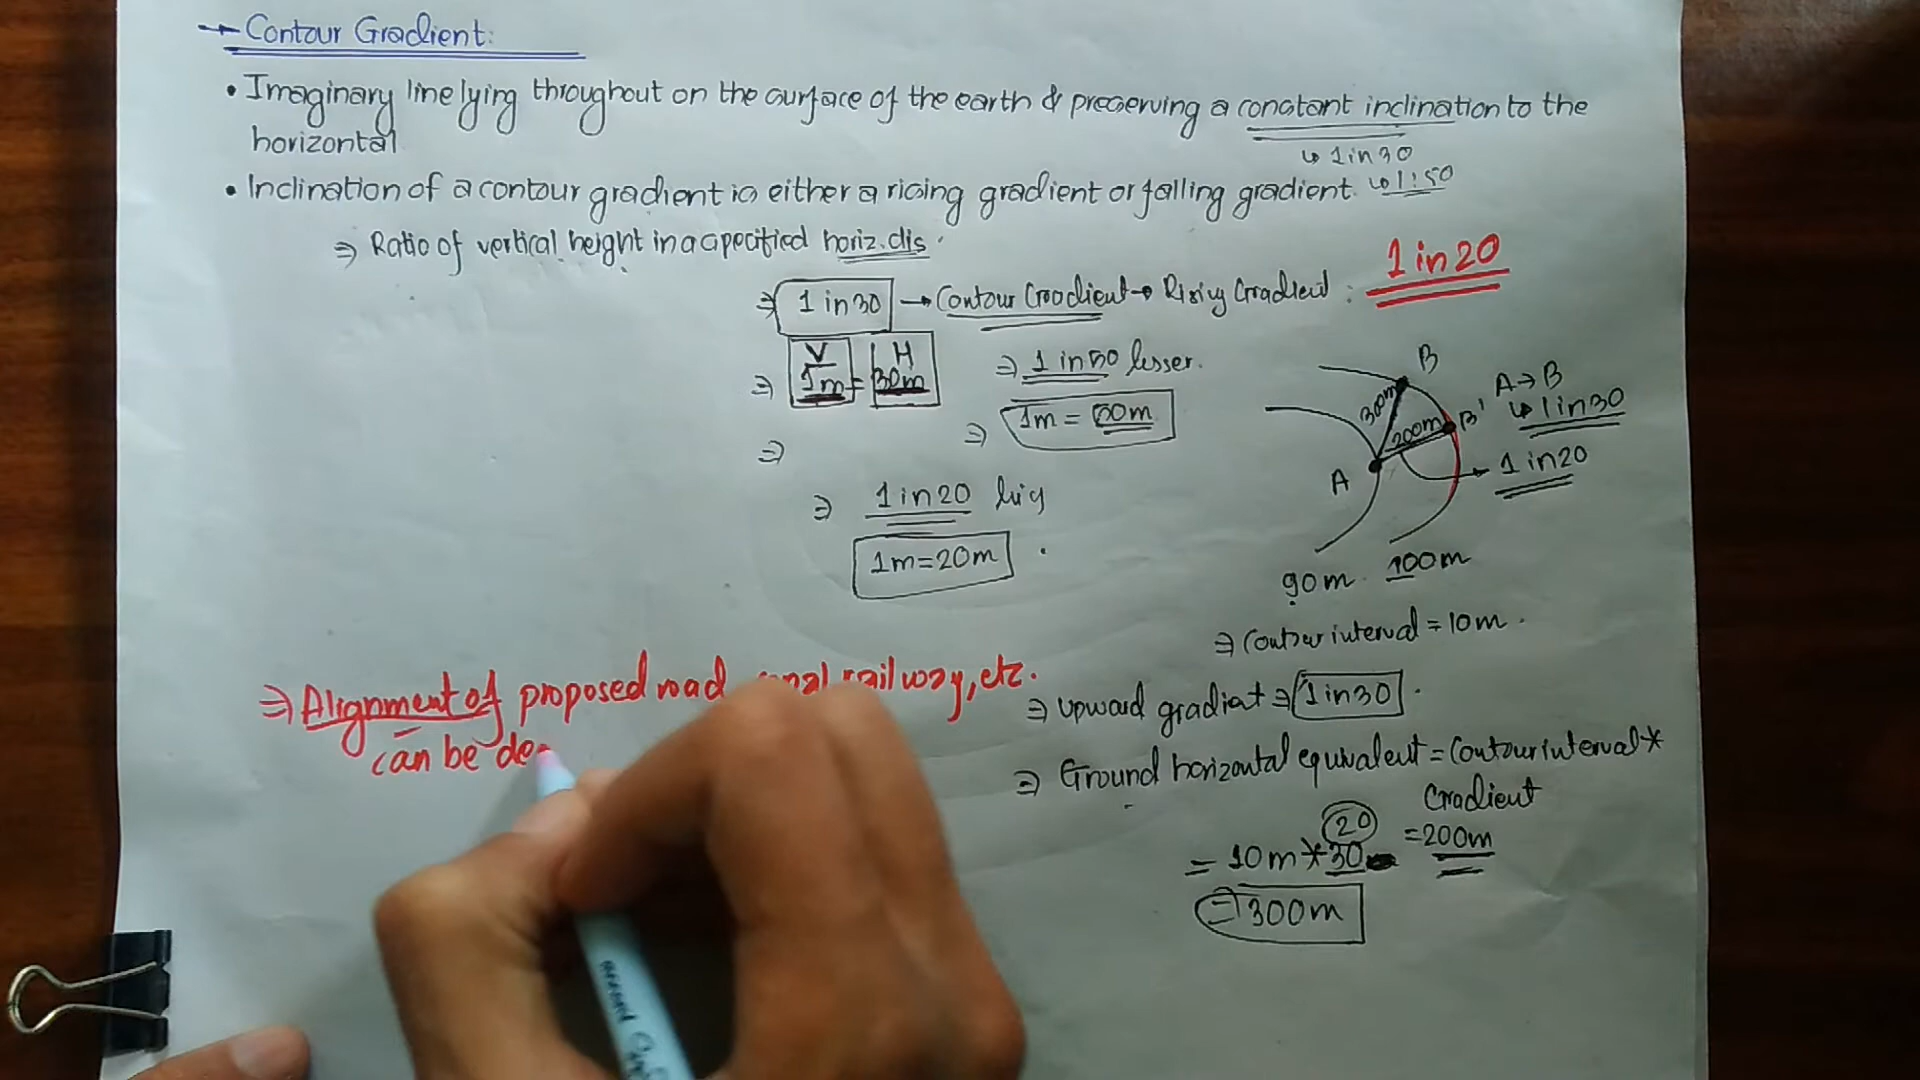 → Contour Gradient:
• Imaginary line lying throughout on the surface of the earth & preserving a constant inclination to the
horizontal
↳ 1 in 30
• Inclination of a contour gradient is either a rising gradient or falling gradient. ↳ 1:50
⇒ Ratio of vertical height in a specified horiz. dis.
1 in 20
⇒ 1 in 30 → Contour Gradient → Rising Gradient :
V H
⇒ 1m = 30m
⇒ 1 in 50 lesser.
⇒ 1m = 50m
⇒
⇒ 1 in 20 hig
1m = 20m .
B
A → B
300m
↳ 1 in 30
B'
200m
A
1 in 20
90m. 100m
⇒ Contour interval = 10m.
⇒ Alignment of proposed road railway, etc.
can be de
⇒ Upward gradient ⇒ 1 in 30 .
⇒ Ground horizontal equivalent = Contour interval *
Gradient
20
= 10m * 30 = 200m
= 300m